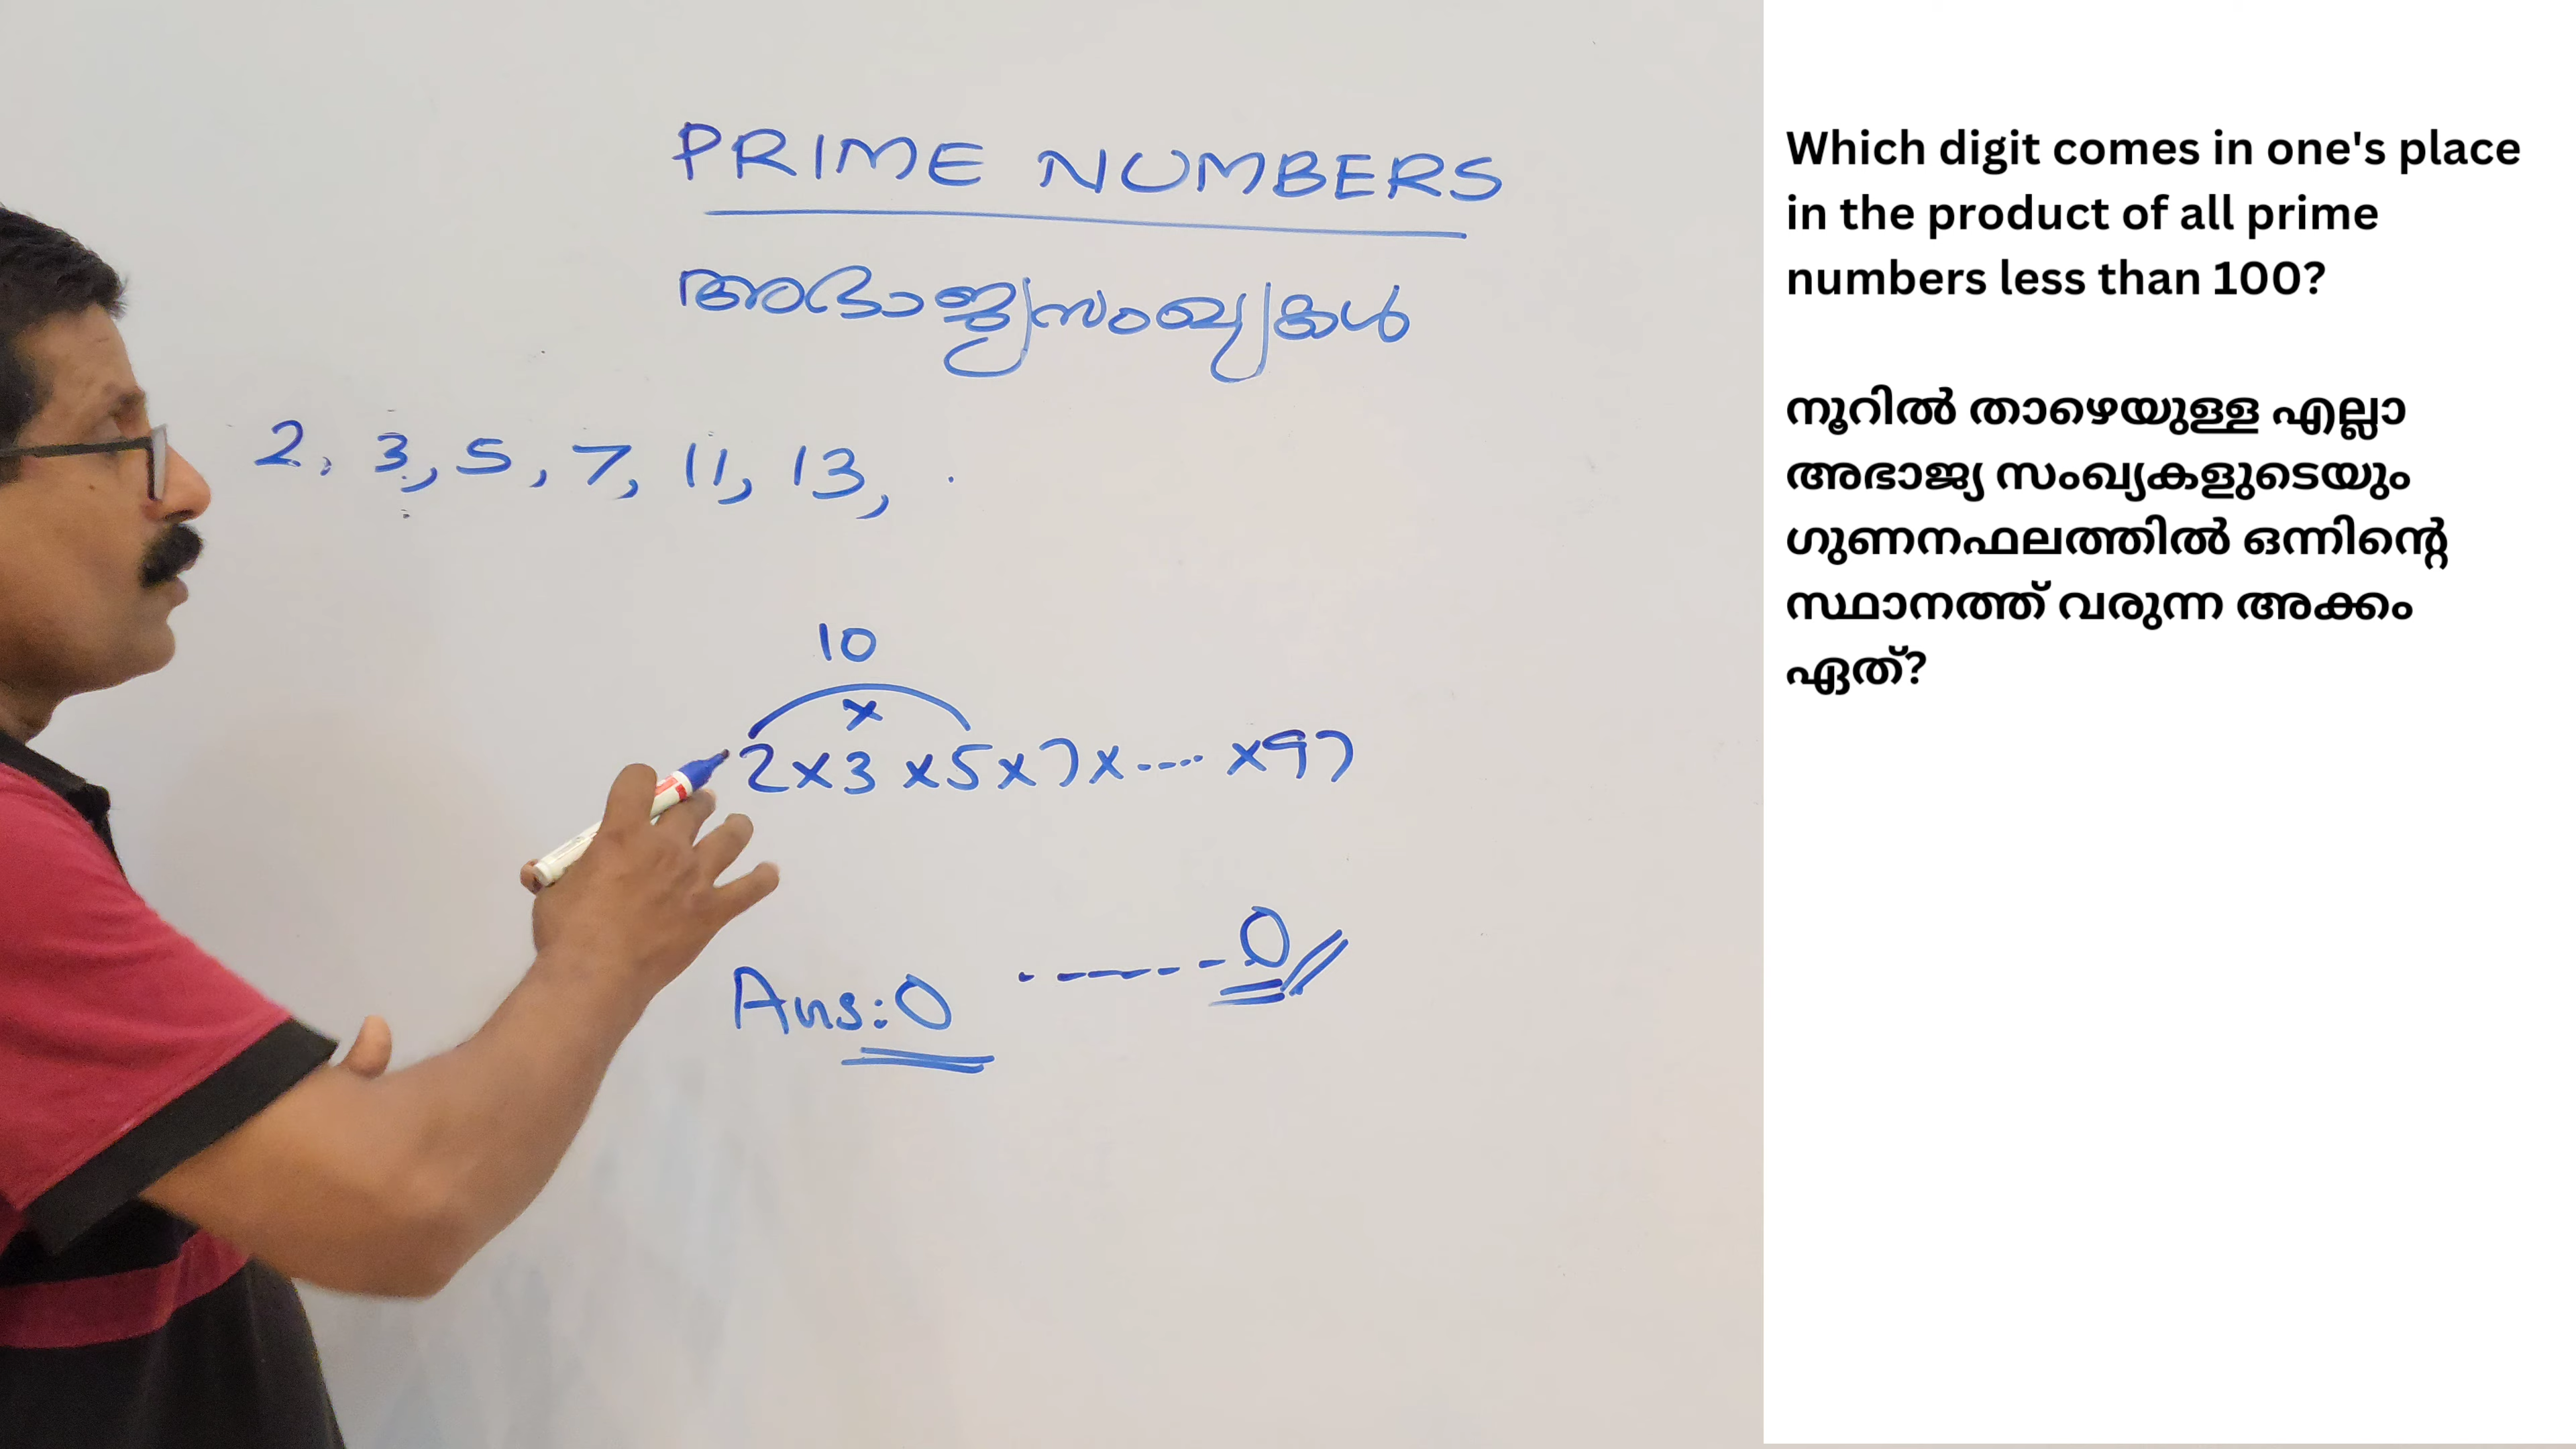 PRIME NUMBERS
അഭാജ്യസംഖ്യകൾ
2, 3, 5, 7, 11, 13,
10
×
2×3×5×7×----×97
Ans: 0 ------0
Which digit comes in one's place
in the product of all prime
numbers less than 100?
നൂറിൽ താഴെയുള്ള എല്ലാ
അഭാജ്യ സംഖ്യകളുടെയും
ഗുണനഫലത്തിൽ ഒന്നിന്റെ
സ്ഥാനത്ത് വരുന്ന അക്കം
ഏത്?